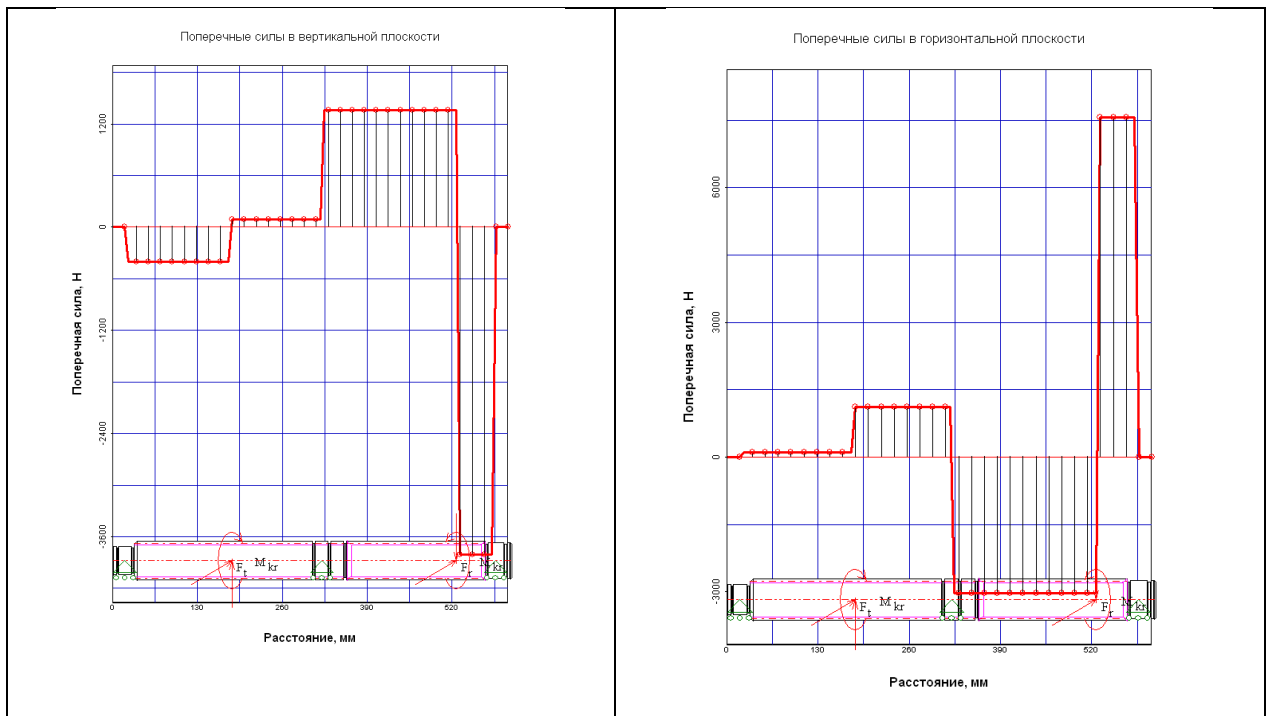 Поперечные силы в вертикальной плоскости
Поперечная сила, Н
1200
0
-1200
-2400
-3600
F t M kr
F r M kr
0 130 260 390 520
Расстояние, мм
Поперечные силы в горизонтальной плоскости
Поперечная сила, Н
6000
3000
0
-3000
F t M kr
F r M kr
0 130 260 390 520
Расстояние, мм